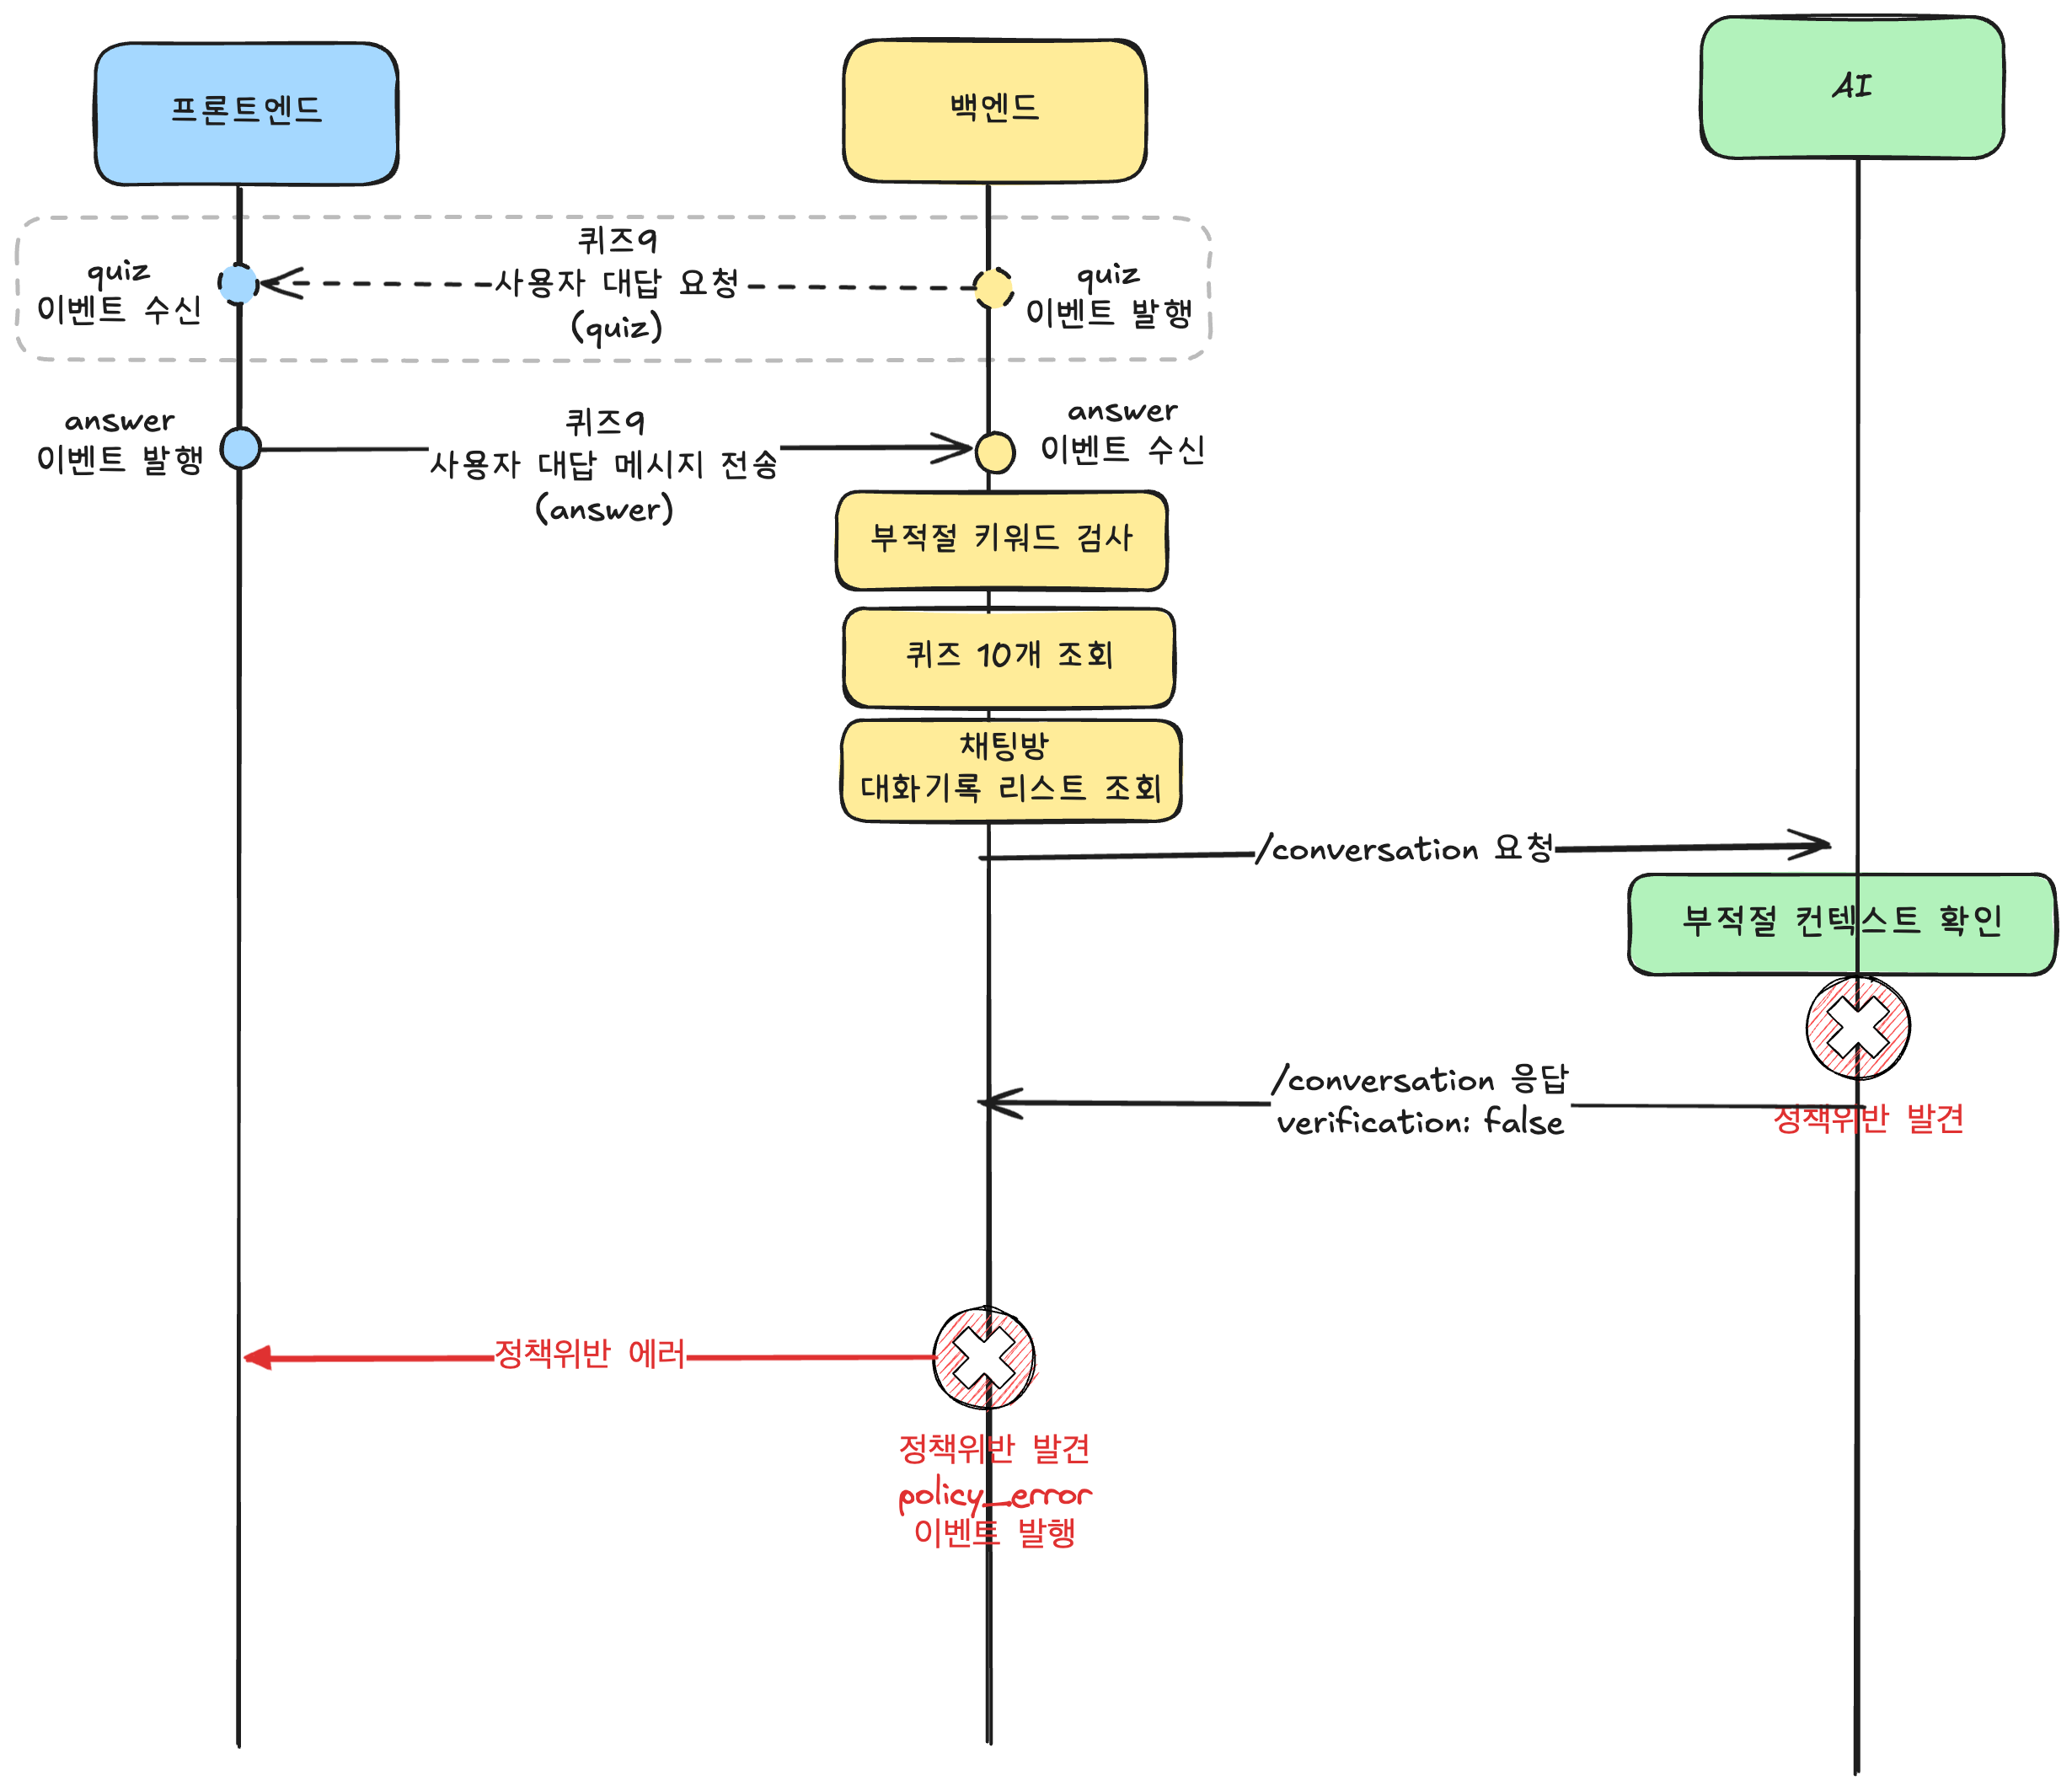 프론트엔드
백엔드
AI
quiz
이벤트 수신
퀴즈9
사용자 대답 요청
(quiz)
quiz
이벤트 발행
answer
이벤트 발행
퀴즈9
사용자 대답 메시지 전송
(answer)
answer
이벤트 수신
부적절 키워드 검사
퀴즈 10개 조회
채팅방
대화기록 리스트 조회
/conversation 요청
부적절 컨텍스트 확인
/conversation 응답
verification: false
정책위반 발견
정책위반 에러
정책위반 발견
policy_error
이벤트 발행